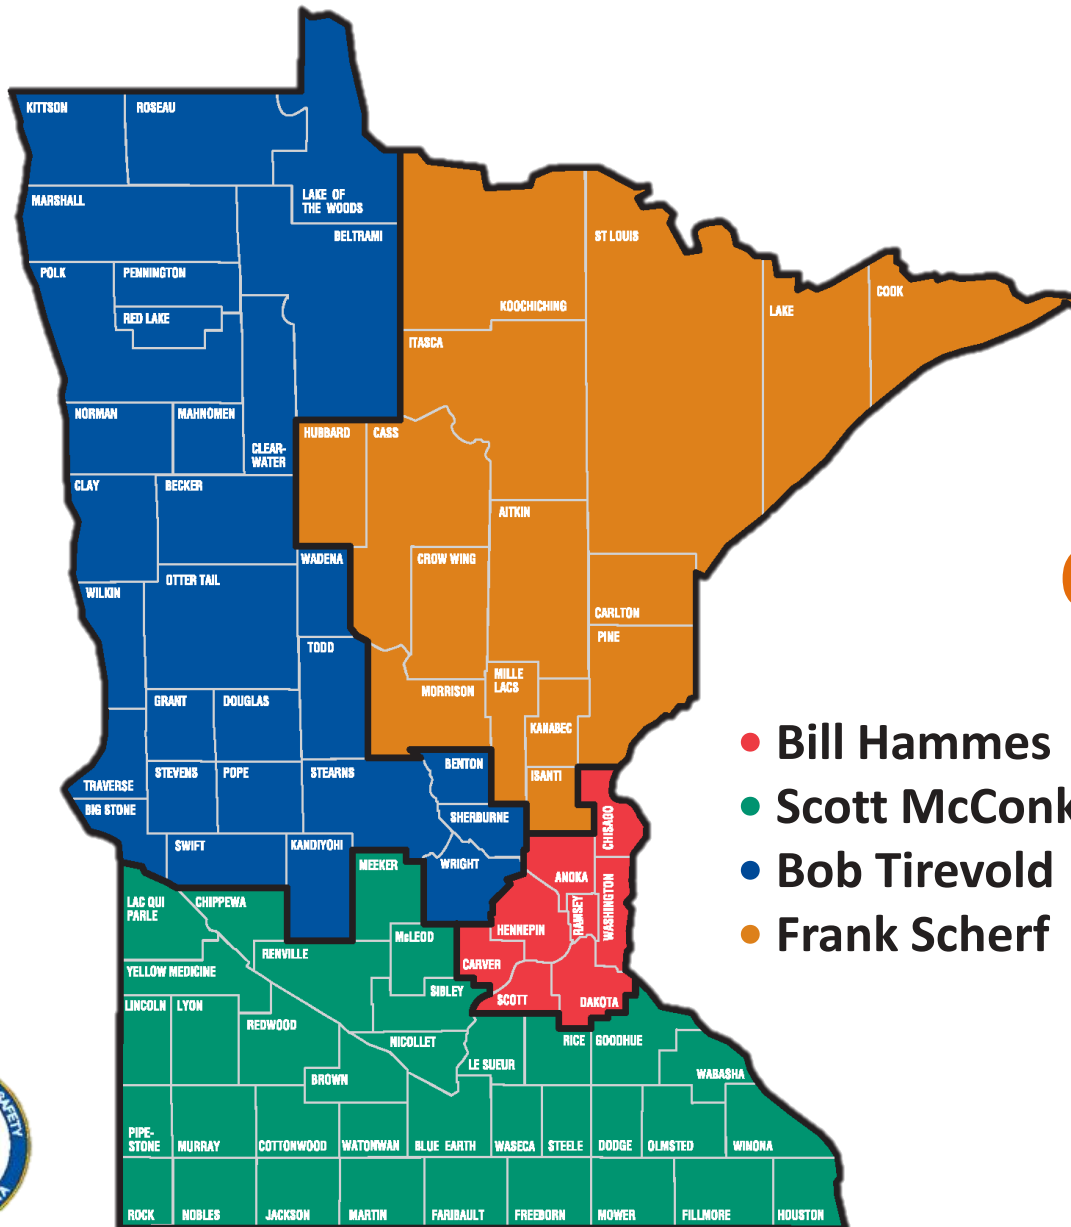 KITTSON
ROSEAU
LAKE OF
THE WOODS
MARSHALL
BELTRAMI
ST LOUIS
POLK
PENNINGTON
COOK
KOOCHICHING
LAKE
RED LAKE
ITASCA
NORMAN
MAHNOMEN
HUBBARD
CASS
CLEAR-
WATER
CLAY
BECKER
AITKIN
WADENA
CROW WING
OTTER TAIL
WILKIN
CARLTON
PINE
TODD
MILLE
LACS
MORRISON
GRANT
DOUGLAS
KANABEC
BENTON
STEVENS
POPE
STEARNS
ISANTI
TRAVERSE
BIG STONE
SHERBURNE
CHISAGO
SWIFT
KANDIYOHI
MEEKER
WRIGHT
ANOKA
RAMSEY
WASHINGTON
LAC QUI
PARLE
CHIPPEWA
HENNEPIN
McLEOD
RENVILLE
CARVER
YELLOW MEDICINE
SIBLEY
SCOTT
DAKOTA
LINCOLN
LYON
REDWOOD
NICOLLET
RICE
GOODHUE
LE SUEUR
WABASHA
BROWN
PIPE-
STONE
MURRAY
COTTONWOOD
WATONWAN
BLUE EARTH
WASECA
STEELE
DODGE
OLMSTED
WINONA
ROCK
NOBLES
JACKSON
MARTIN
FARIBAULT
FREEBORN
MOWER
FILLMORE
HOUSTON
• Bill Hammes
• Scott McConk
• Bob Tirevold
• Frank Scherf